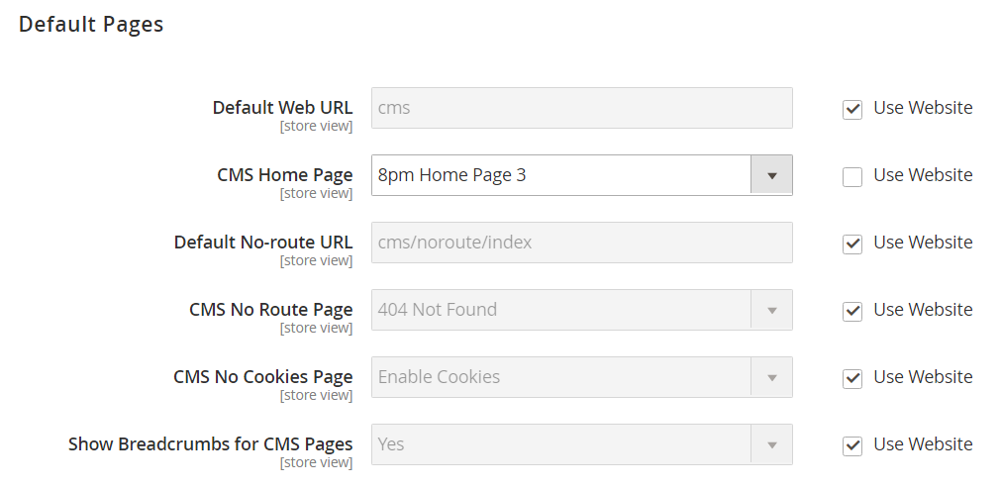 Default Pages
Default Web URL
[store view]
cms
Use Website
CMS Home Page
[store view]
8pm Home Page 3
Use Website
Default No-route URL
[store view]
cms/noroute/index
Use Website
CMS No Route Page
[store view]
404 Not Found
Use Website
CMS No Cookies Page
[store view]
Enable Cookies
Use Website
Show Breadcrumbs for CMS Pages
[store view]
Yes
Use Website